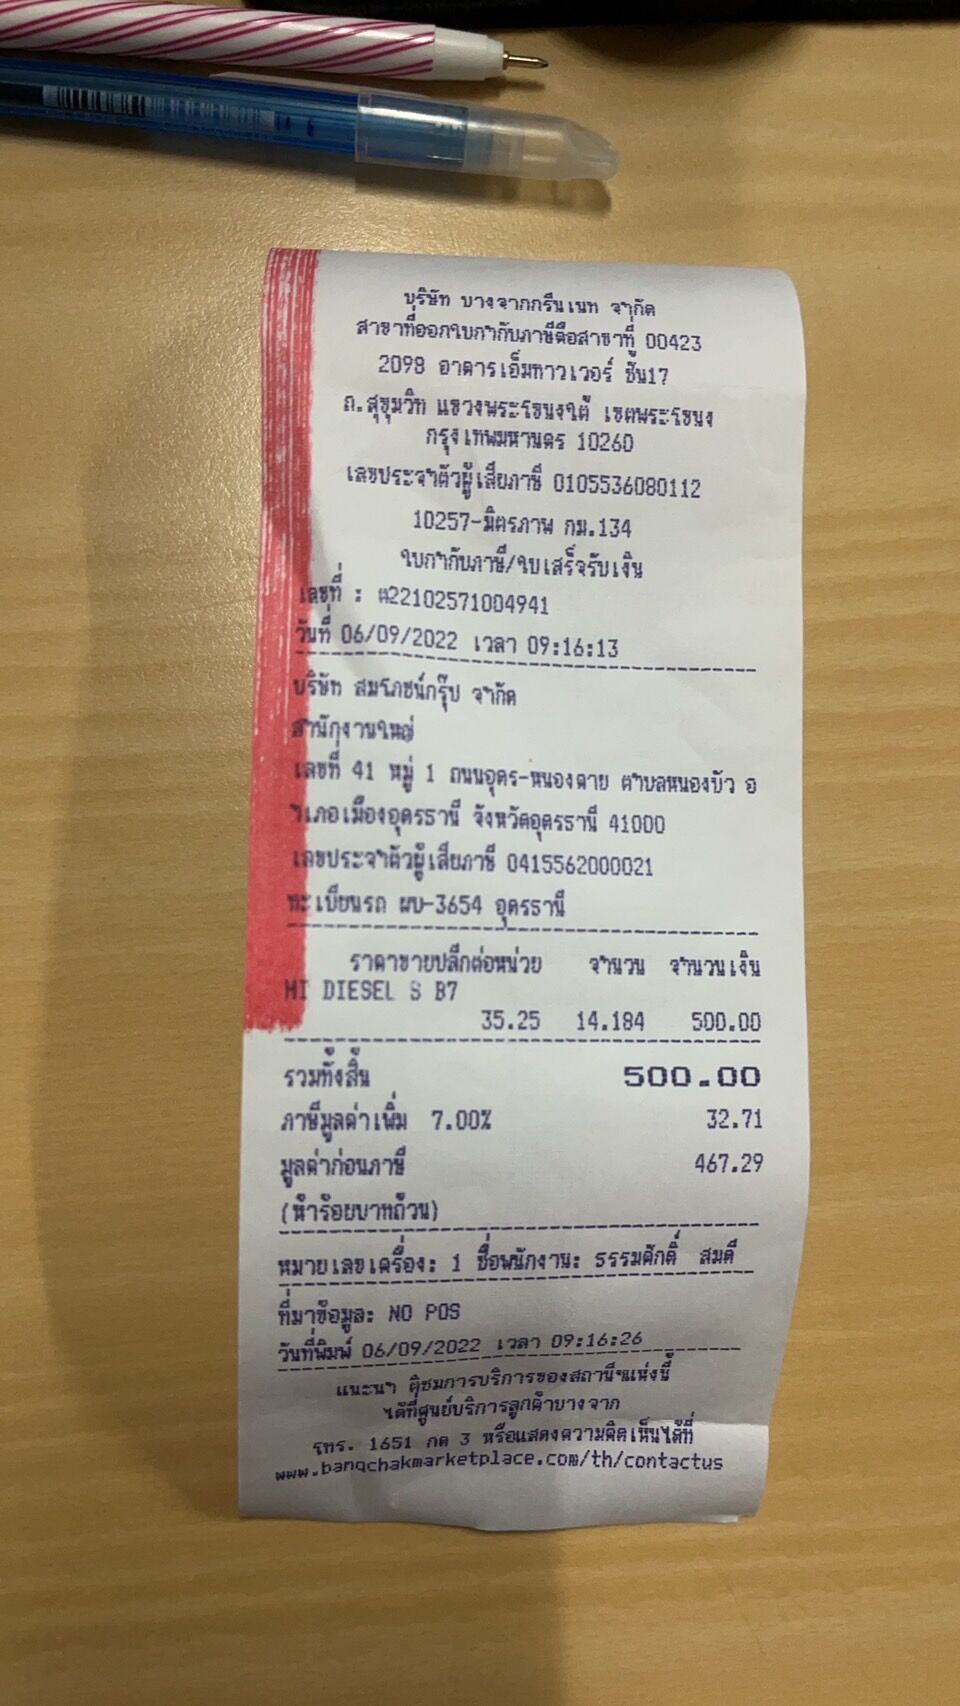 บริษัท บางจากกรีนเนท จำกัด
สาขาที่ออกใบกำกับภาษีคือสาขาที่ 00423
2098 อาคารเอ็มทาวเวอร์ ชั้น17
ถ.สุขุมวิท แขวงพระโขนงใต้ เขตพระโขนง
กรุงเทพมหานคร 10260
เลขประจำตัวผู้เสียภาษี 0105536080112
10257-มิตรภาพ กม.134
ใบกำกับภาษี/ใบเสร็จรับเงิน
เลขที่ : ต22102571004941
วันที่ 06/09/2022 เวลา 09:16:13
บริษัท สมโภชน์กรุ๊ป จำกัด
สำนักงานใหญ่
เลขที่ 41 หมู่ 1 ถนนอุดร-หนองคาย ตำบลหนองบัว อ
ำเภอเมืองอุดรธานี จังหวัดอุดรธานี 41000
เลขประจำตัวผู้เสียภาษี 0415562000021
ทะเบียนรถ ผบ-3654 อุดรธานี
ราคาขายปลีกต่อหน่วย จำนวน จำนวนเงิน
HI DIESEL S B7
35.25 14.184 500.00
รวมทั้งสิ้น 500.00
ภาษีมูลค่าเพิ่ม 7.00% 32.71
มูลค่าก่อนภาษี 467.29
(ห้าร้อยบาทถ้วน)
หมายเลขเครื่อง: 1 ชื่อพนักงาน: ธรรมศักดิ์ สมดี
ที่มาข้อมูล: NO POS
วันที่พิมพ์ 06/09/2022 เวลา 09:16:26
แนะนำ ติชมการบริการของสถานีฯแห่งนี้
ได้ที่ศูนย์บริการลูกค้าบางจาก
โทร. 1651 กด 3 หรือแสดงความคิดเห็นได้ที่
www.bangchakmarketplace.com/th/contactus